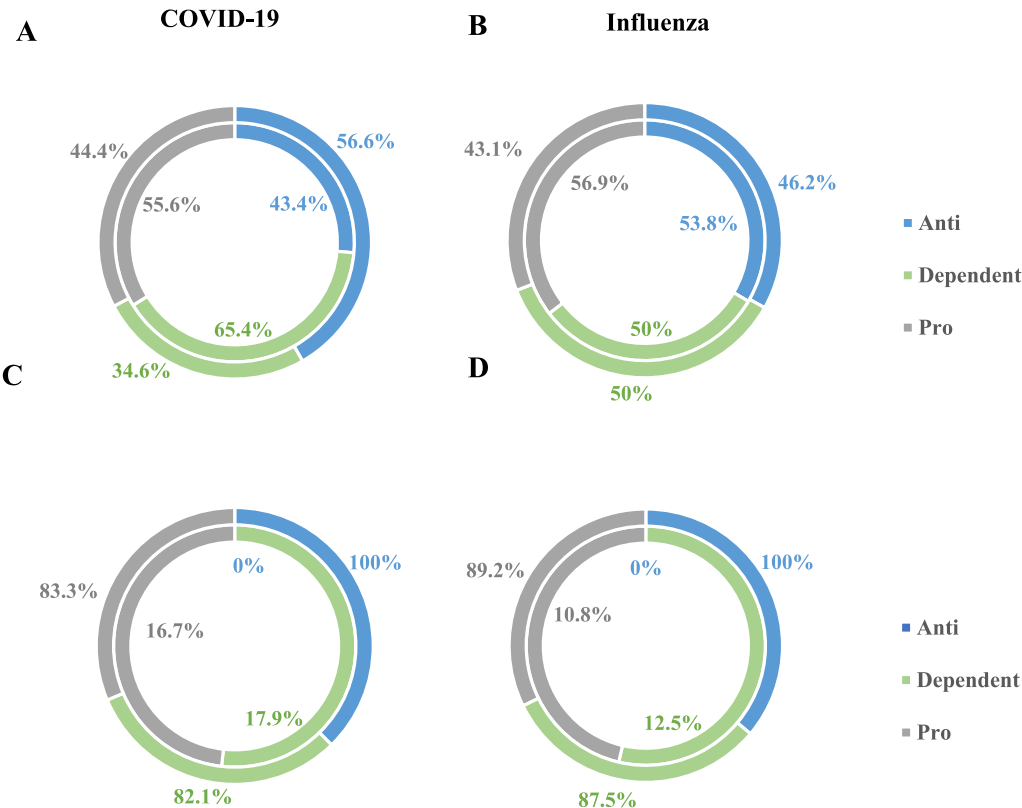 COVID-19
A
B
Influenza
56.6%
44.4%
43.1%
46.2%
55.6%
43.4%
56.9%
53.8%
Anti
Dependent
Pro
65.4%
50%
34.6%
50%
C
D
0%
100%
0%
100%
83.3%
89.2%
16.7%
10.8%
Anti
Dependent
Pro
17.9%
12.5%
82.1%
87.5%